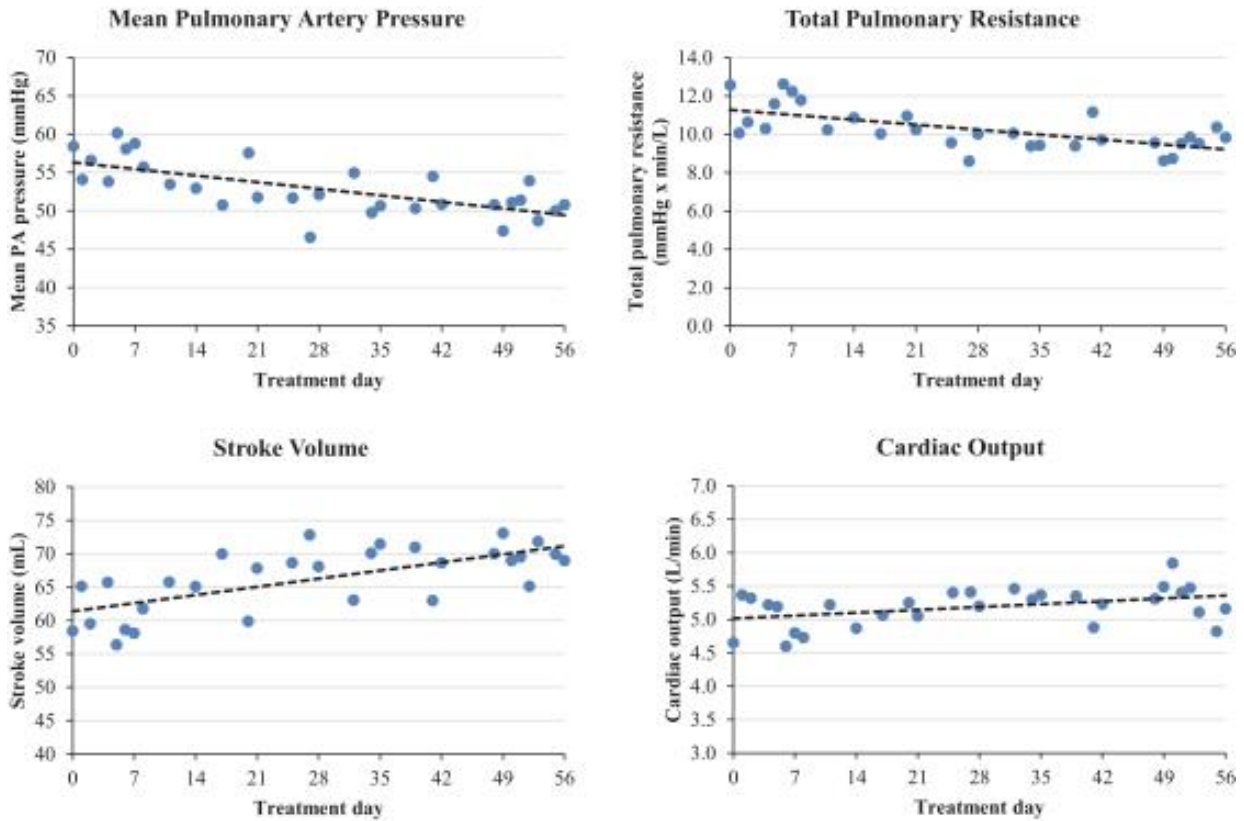 Mean Pulmonary Artery Pressure
Mean PA pressure (mmHg)
70
65
60
55
50
45
40
35
0 7 14 21 28 35 42 49 56
Treatment day
Total Pulmonary Resistance
Total pulmonary resistance
(mmHg x min/L)
14.0
12.0
10.0
8.0
6.0
4.0
2.0
0.0
0 7 14 21 28 35 42 49 56
Treatment day
Stroke Volume
Stroke volume (mL)
80
75
70
65
60
55
50
45
40
0 7 14 21 28 35 42 49 56
Treatment day
Cardiac Output
Cardiac output (L/min)
7.0
6.5
6.0
5.5
5.0
4.5
4.0
3.5
3.0
0 7 14 21 28 35 42 49 56
Treatment day